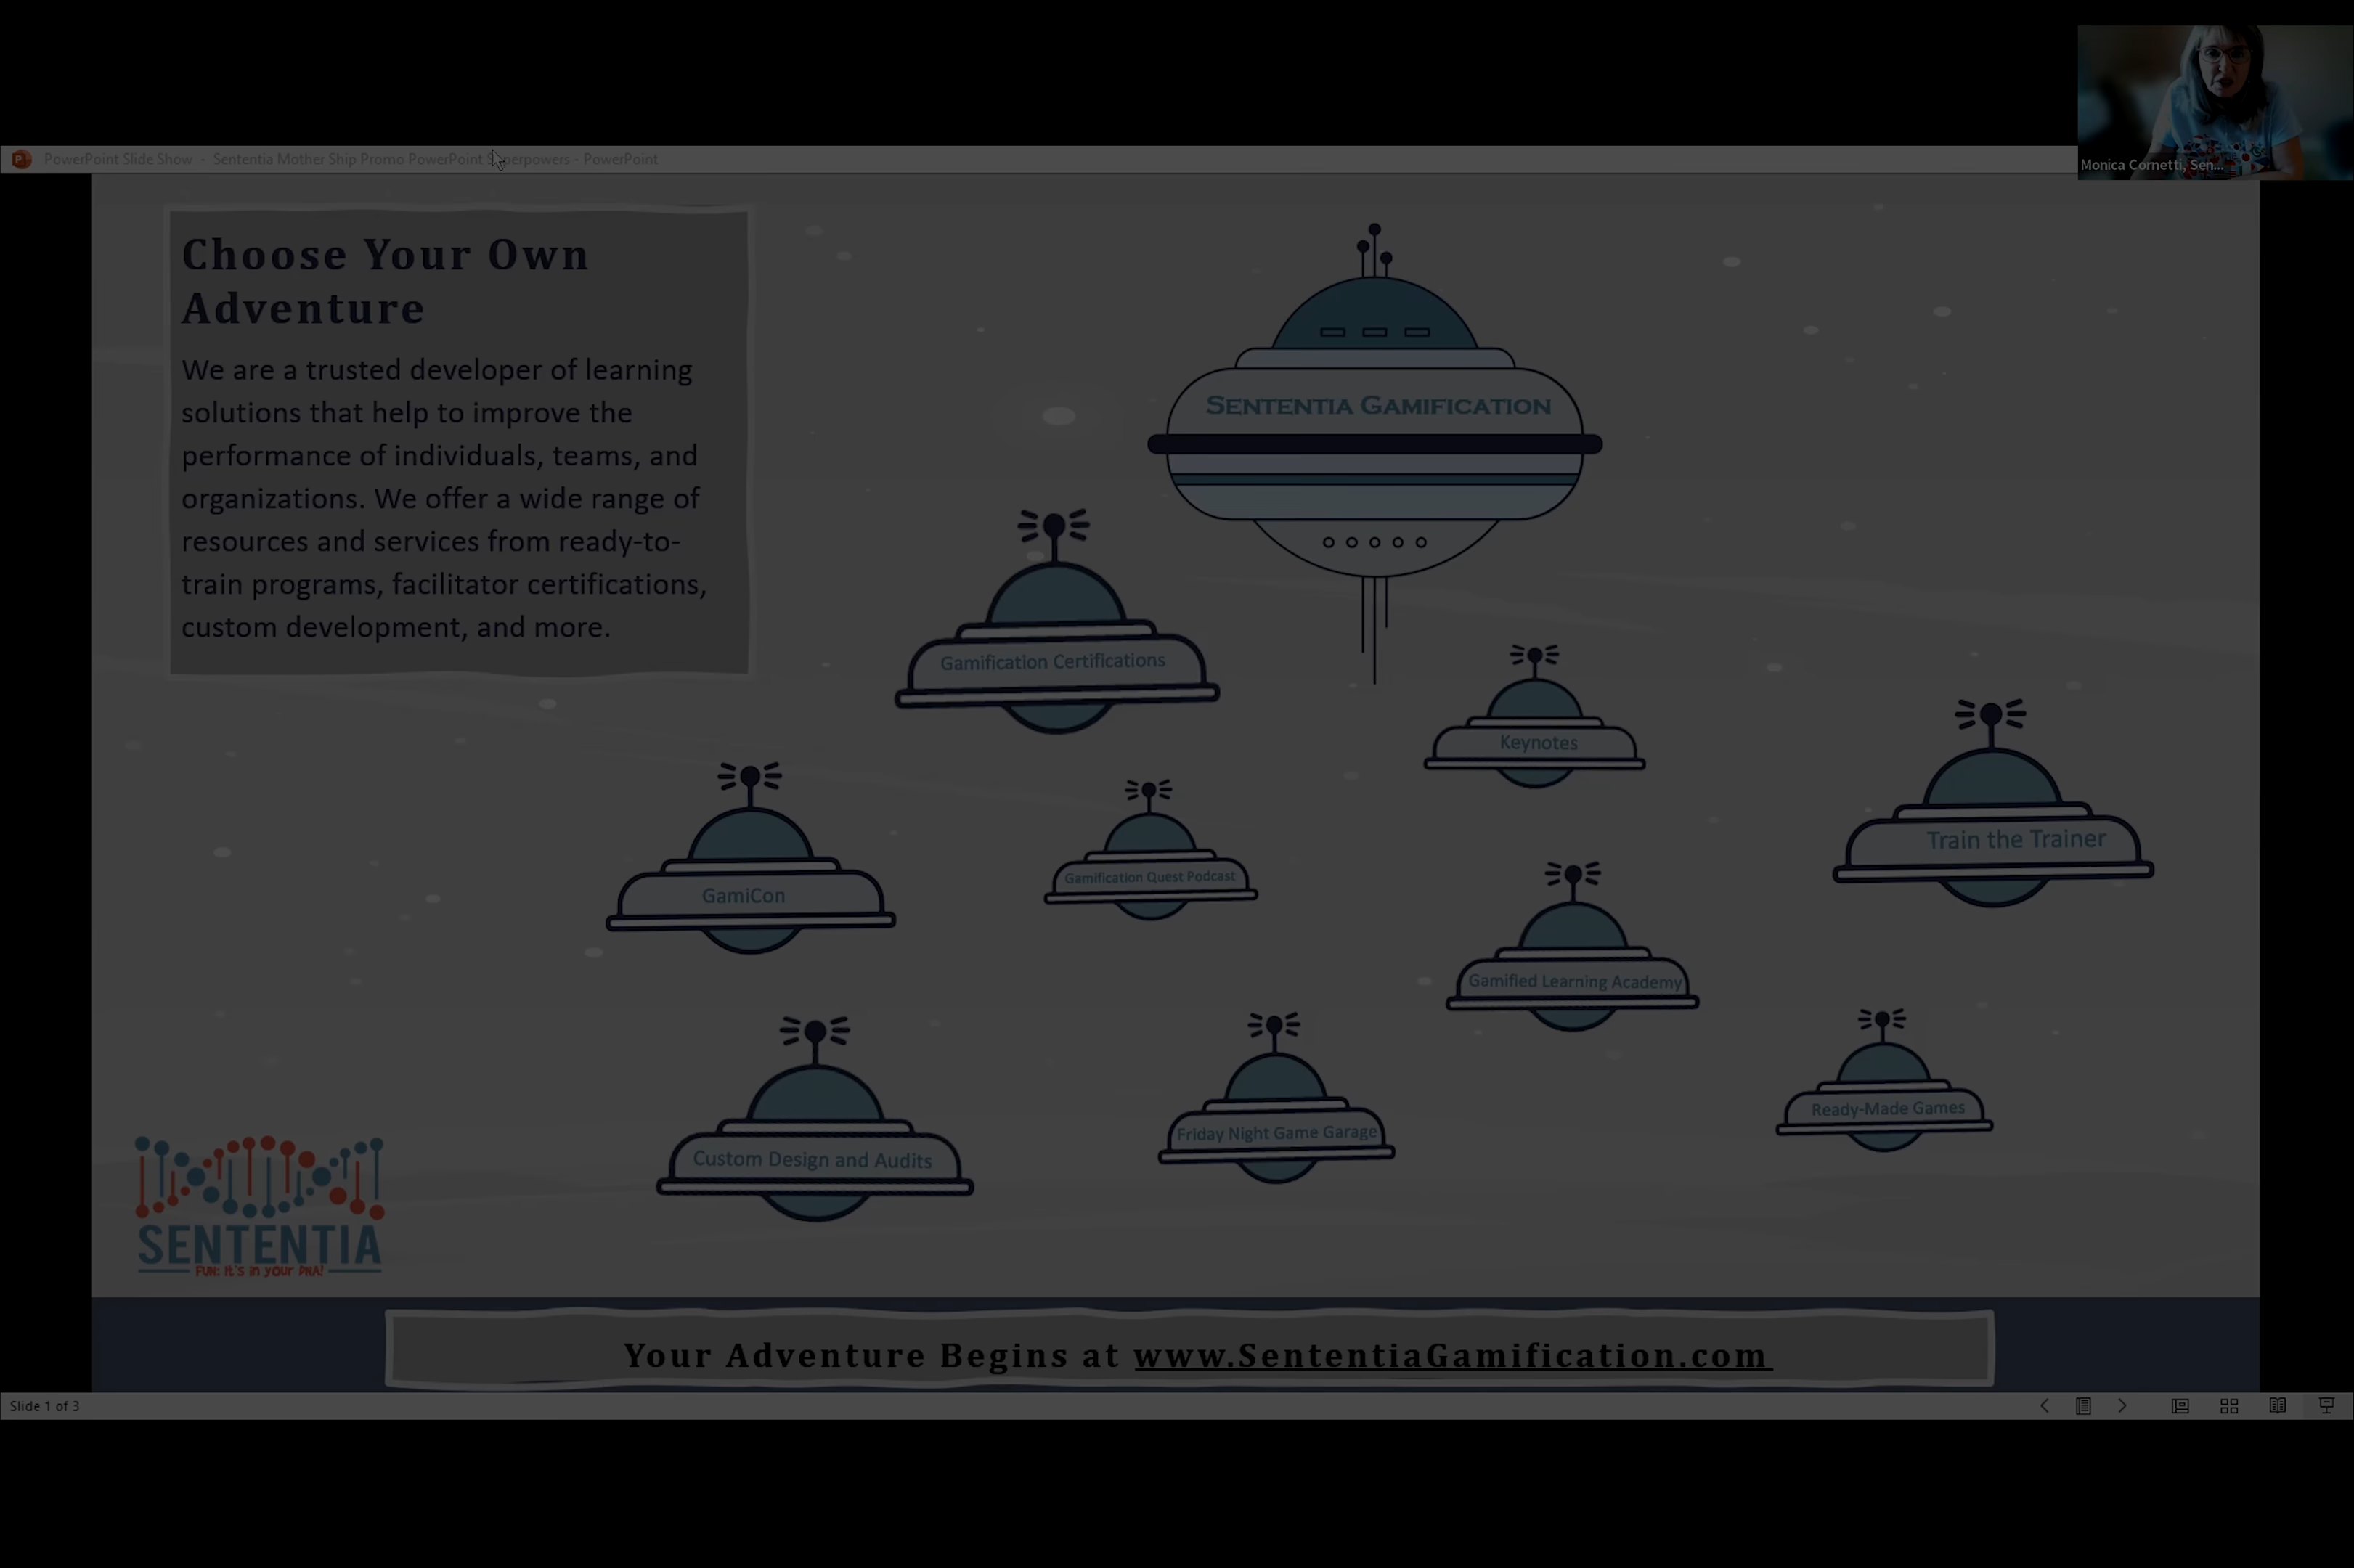 Monica Cornetti, Sen...
PowerPoint Slide Show - Sententia Mother Ship Promo PowerPoint Superpowers - PowerPoint
Choose Your Own
Adventure
We are a trusted developer of learning
solutions that help to improve the
performance of individuals, teams, and
organizations. We offer a wide range of
resources and services from ready-to-
train programs, facilitator certifications,
custom development, and more.
SENTENTIA GAMIFICATION
Gamification Certifications
Keynotes
Train the Trainer
GamiCon
Gamification Quest Podcast
Gamified Learning Academy
Custom Design and Audits
Friday Night Game Garage
Ready-Made Games
SENTENTIA
FUN: it's in your DNA!
Your Adventure Begins at www.SententiaGamification.com
Slide 1 of 3